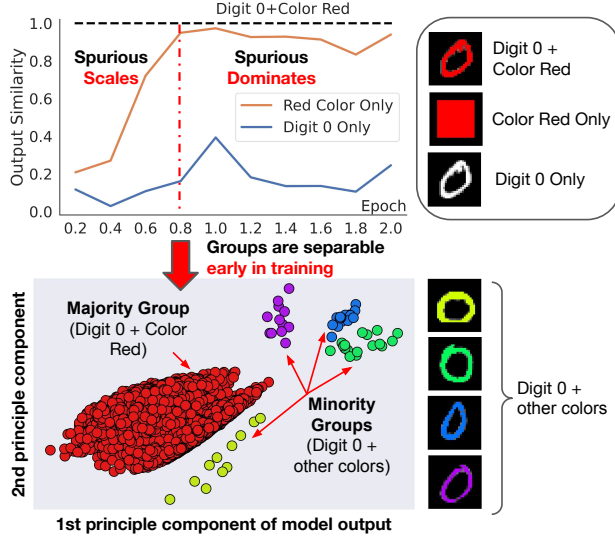 Digit 0+Color Red
Output Similarity
1.0
0.8
0.6
0.4
0.2
0.0
Spurious
Scales
Spurious
Dominates
Red Color Only
Digit 0 Only
Epoch
0.2 0.4 0.6 0.8 1.0 1.2 1.4 1.6 1.8 2.0
Digit 0 +
Color Red
Color Red Only
Digit 0 Only
Groups are separable
early in training
2nd principle component
Majority Group
(Digit 0 + Color
Red)
Minority
Groups
(Digit 0 +
other colors)
1st principle component of model output
Digit 0 +
other colors